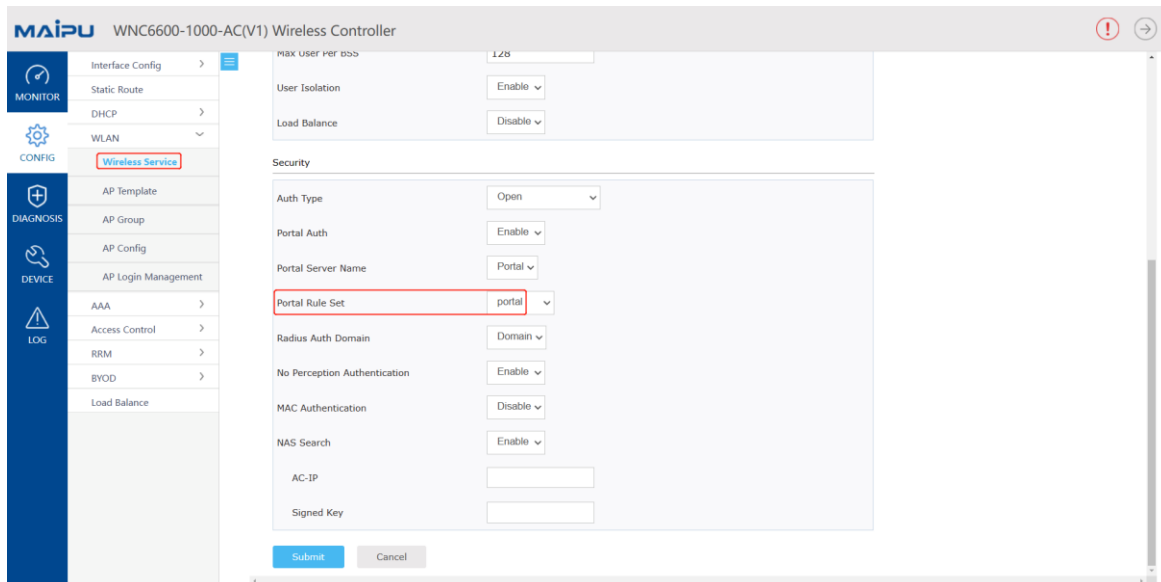 MAIPU WNC6600-1000-AC(V1) Wireless Controller
MONITOR
CONFIG
DIAGNOSIS
DEVICE
LOG
Interface Config
Static Route
DHCP
WLAN
Wireless Service
AP Template
AP Group
AP Config
AP Login Management
AAA
Access Control
RRM
BYOD
Load Balance
Max User Per BSS 128
User Isolation Enable
Load Balance Disable
Security
Auth Type Open
Portal Auth Enable
Portal Server Name Portal
Portal Rule Set portal
Radius Auth Domain Domain
No Perception Authentication Enable
MAC Authentication Disable
NAS Search Enable
AC-IP
Signed Key
Submit Cancel